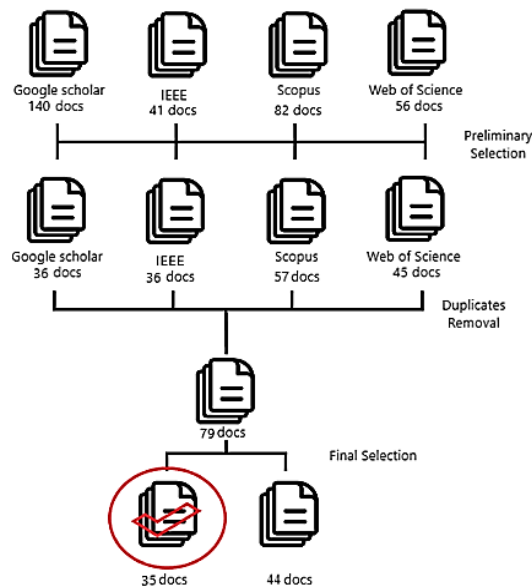 Google scholar
140 docs
IEEE
41 docs
Scopus
82 docs
Web of Science
56 docs
Preliminary
Selection
Google scholar
36 docs
IEEE
36 docs
Scopus
57 docs
Web of Science
45 docs
Duplicates
Removal
79 docs
Final Selection
35 docs
44 docs